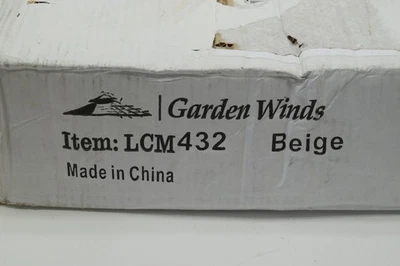 Garden Winds
Item: LCM432 Beige
Made in China